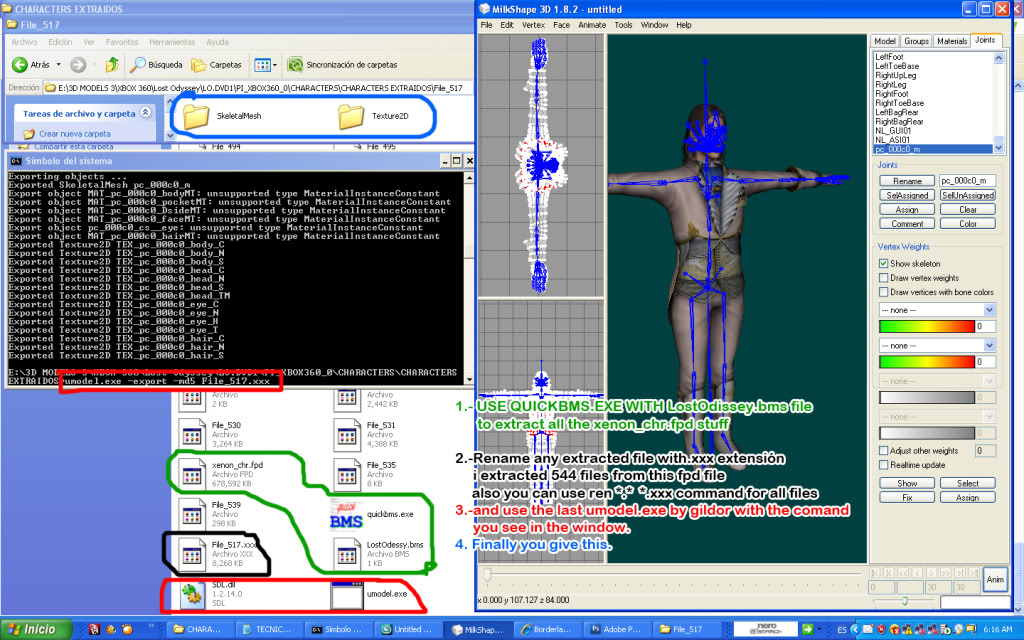 CHARACTERS EXTRAIDOS
File_517
Archivo Edición Ver Favoritos Herramientas Ayuda
Atrás Búsqueda Carpetas Sincronización de carpetas
Dirección E:\3D MODELS 3\XBOX 360\Lost Odyssey\LO.DVD1\PI_XBOX360_0\CHARACTERS\CHARACTERS EXTRAIDOS\File_517
Tareas de archivo y carpeta
Crear nueva carpeta
Compartir esta carpeta
SkeletalMesh
Texture2D
File 494
File 495
Símbolo del sistema
Exporting objects ...
Exported SkeletalMesh pc_000c0_m
Export object MAT_pc_000c0_bodyMT: unsupported type MaterialInstanceConstant
Export object MAT_pc_000c0_pocketMT: unsupported type MaterialInstanceConstant
Export object MAT_pc_000c0_DsideMT: unsupported type MaterialInstanceConstant
Export object MAT_pc_000c0_faceMT: unsupported type MaterialInstanceConstant
Export object pc_000c0_cs__eye: unsupported type MaterialInstanceConstant
Export object MAT_pc_000c0_hairMT: unsupported type MaterialInstanceConstant
Exported Texture2D TEX_pc_000c0_body_C
Exported Texture2D TEX_pc_000c0_body_N
Exported Texture2D TEX_pc_000c0_body_S
Exported Texture2D TEX_pc_000c0_head_C
Exported Texture2D TEX_pc_000c0_head_N
Exported Texture2D TEX_pc_000c0_head_S
Exported Texture2D TEX_pc_000c0_head_TM
Exported Texture2D TEX_pc_000c0_eye_C
Exported Texture2D TEX_pc_000c0_eye_N
Exported Texture2D TEX_pc_000c0_eye_H
Exported Texture2D TEX_pc_000c0_eye_T
Exported Texture2D TEX_pc_000c0_hair_C
Exported Texture2D TEX_pc_000c0_hair_N
Exported Texture2D TEX_pc_000c0_hair_S
EXTRAIDOS>umodel.exe -export -md5 File_517.xxx
Archivo
2 KB
Archivo
2,442 KB
File_530
Archivo
3,264 KB
File_531
Archivo
4,388 KB
xenon_chr.fpd
Archivo FPD
678,592 KB
File_535
Archivo
8 KB
File_539
Archivo
298 KB
quick BMS
quickbms.exe
File_517.xxx
Archivo XXX
8,268 KB
LostOdessy.bms
Archivo BMS
1 KB
SDL.dll
1.2.14.0
SDL
umodel.exe
MilkShape 3D 1.8.2 - untitled
File Edit Vertex Face Animate Tools Window Help
Model Groups Materials Joints
LeftFoot
LeftToeBase
RightUpLeg
RightLeg
RightFoot
RightToeBase
LeftBagRear
RightBagRear
NL_GUI01
NL_ASI01
pc_000c0_m
Joints
Rename pc_000c0_m
SelAssigned SelUnAssigned
Assign Clear
Comment Color
Vertex Weights
Show skeleton
Draw vertex weights
Draw vertices with bone colors
--- none ---
0
--- none ---
0
--- none ---
0
--- none ---
0
Adjust other weights
Realtime update
Show Select
Fix Assign
1.- USE QUICKBMS.EXE WITH LostOdissey.bms file
to extract all the xenon_chr.fpd stuff
2.-Rename any extracted file with.xxx extensión
i extracted 544 files from this fpd file
also you can use ren *.* *.xxx command for all files
3.-and use the last umodel.exe by gildor with the comand
you see in the window.
4. Finally you give this.
0 30 30
Anim
x 0.000 y 107.127 z 84.000
Inicio CHARA... TECNIC... Símbolo ... Untitled ... MilkShap... Borderla... Adobe P... File_517 nero SEARCH ES 6:16 AM